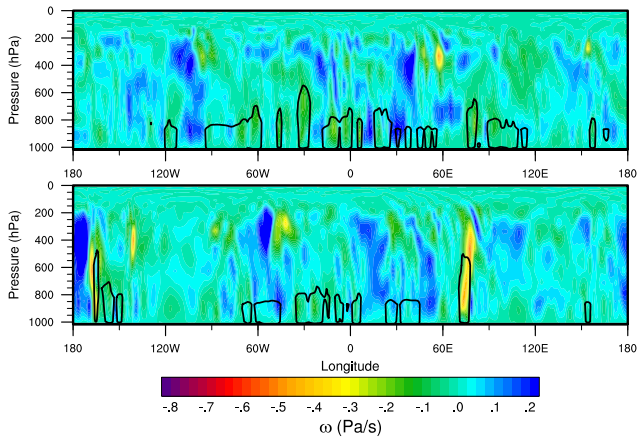 0
200
400
600
800
1000
Pressure (hPa)
180 120W 60W 0 60E 120E 180
0
200
400
600
800
1000
Pressure (hPa)
180 120W 60W 0 60E 120E 180
Longitude
-.8 -.7 -.6 -.5 -.4 -.3 -.2 -.1 .0 .1 0.2
ω (Pa/s)